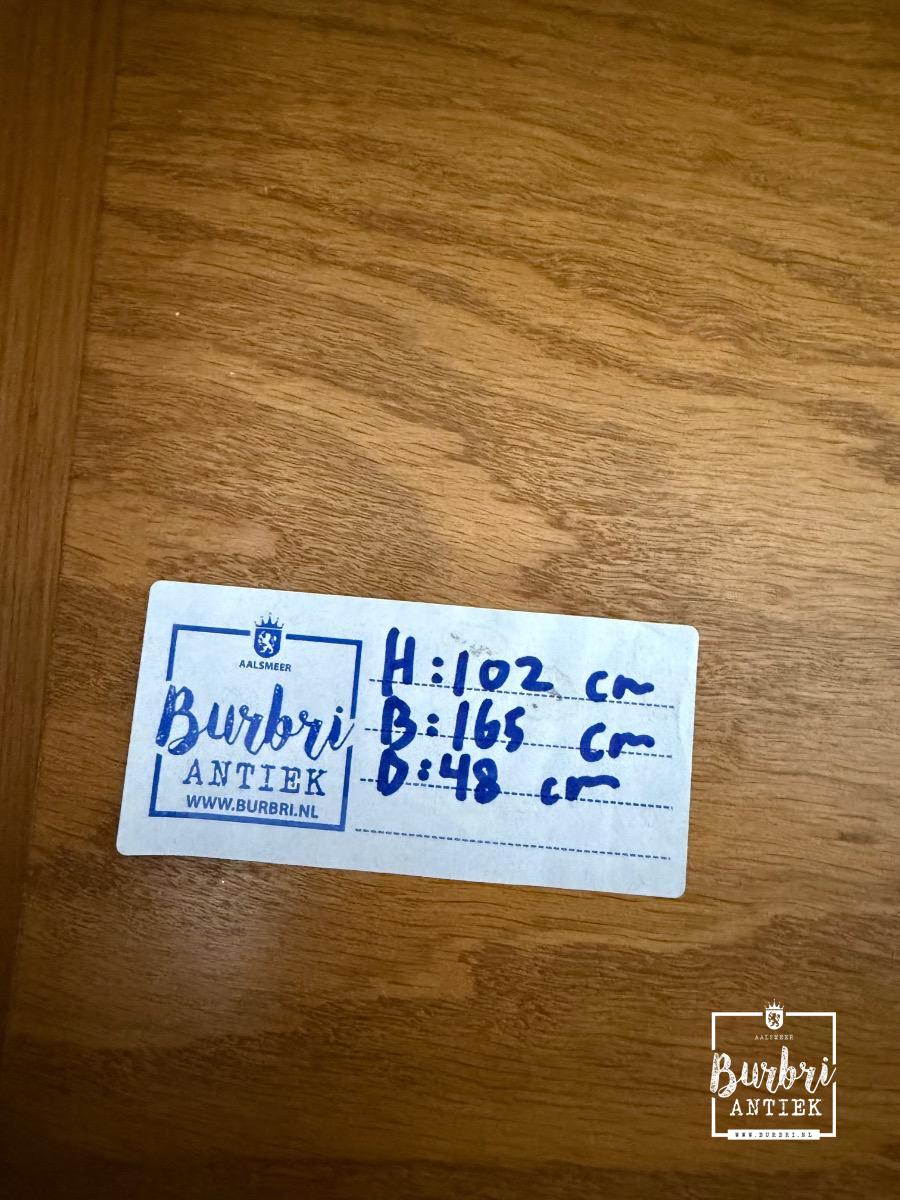 AALSMEER
Burbri
ANTIEK
WWW.BURBRI.NL
H:102 cm
B:165 cm
D:48 cm
AALSMEER
Burbri
ANTIEK
WWW.BURBRI.NL